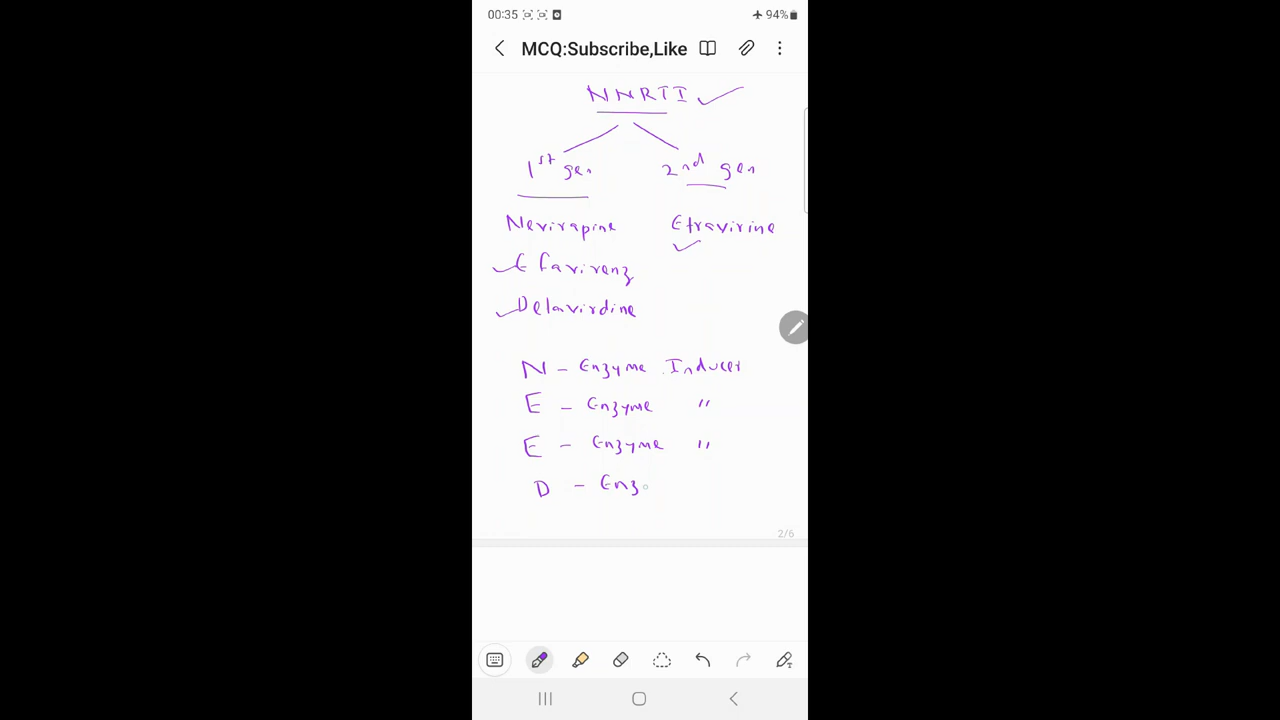 00:35 94%
MCQ:Subscribe,Like
NNRTI
1st gen 2nd gen
Nevirapine Etravirine
Efavirenz
Delavirdine
N - Enzyme Inducer
E - Enzyme "
E - Enzyme "
D - Enz
2/6